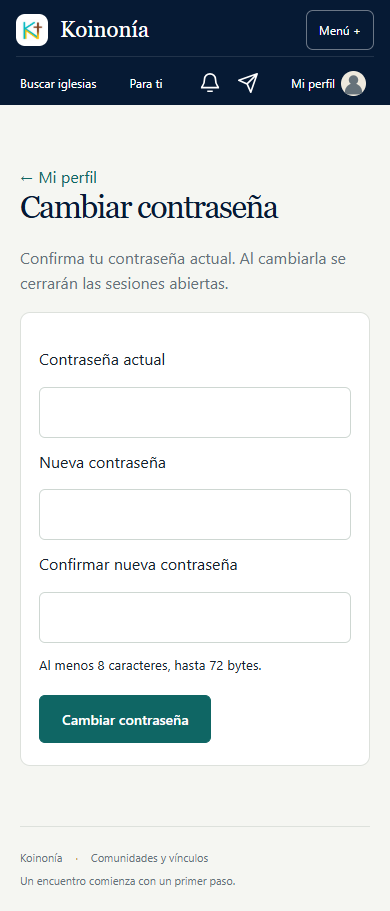 Koinonía
Menú +
Buscar iglesias
Para ti
Mi perfil
← Mi perfil
Cambiar contraseña
Confirma tu contraseña actual. Al cambiarla se
cerrarán las sesiones abiertas.
Contraseña actual
Nueva contraseña
Confirmar nueva contraseña
Al menos 8 caracteres, hasta 72 bytes.
Cambiar contraseña
Koinonía · Comunidades y vínculos
Un encuentro comienza con un primer paso.